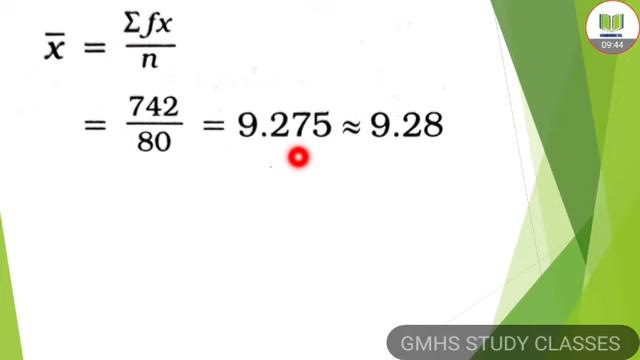 x̄ = Σfx / n
= 742 / 80 = 9.275 ≈ 9.28
09:44
GMHS STUDY CLASSES